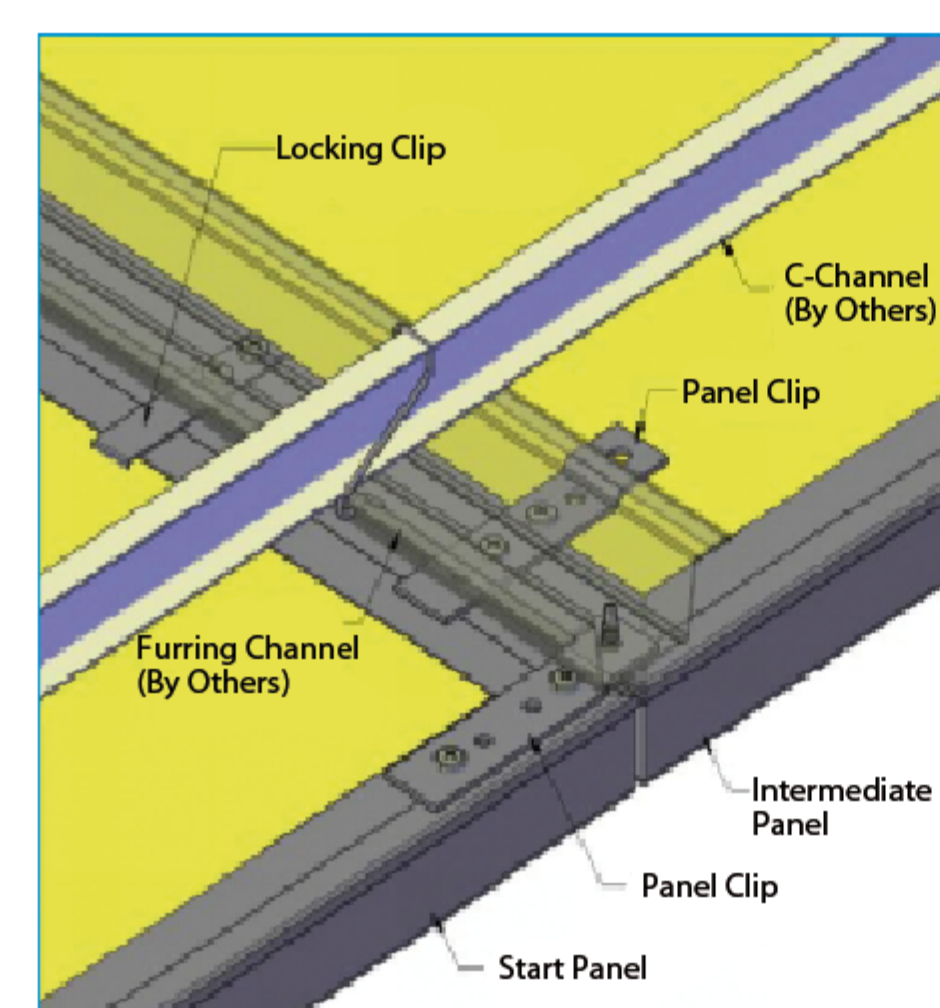 Locking Clip
C-Channel
(By Others)
Panel Clip
Furring Channel
(By Others)
Intermediate
Panel
Panel Clip
Start Panel